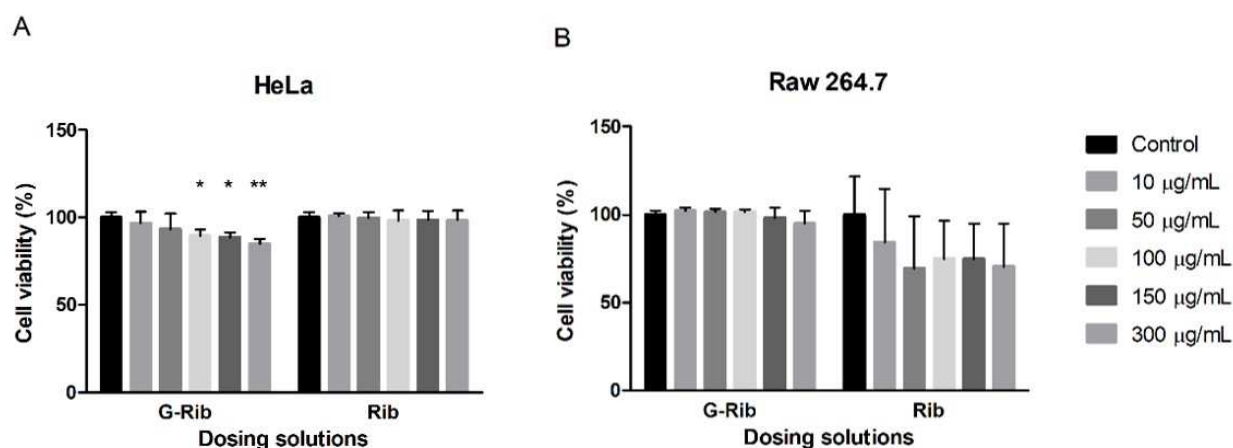 A
HeLa
Cell viability (%)
150
100
50
0
* * **
G-Rib Rib
Dosing solutions
B
Raw 264.7
Cell viability (%)
150
100
50
0
G-Rib Rib
Dosing solutions
Control
10 μg/mL
50 μg/mL
100 μg/mL
150 μg/mL
300 μg/mL